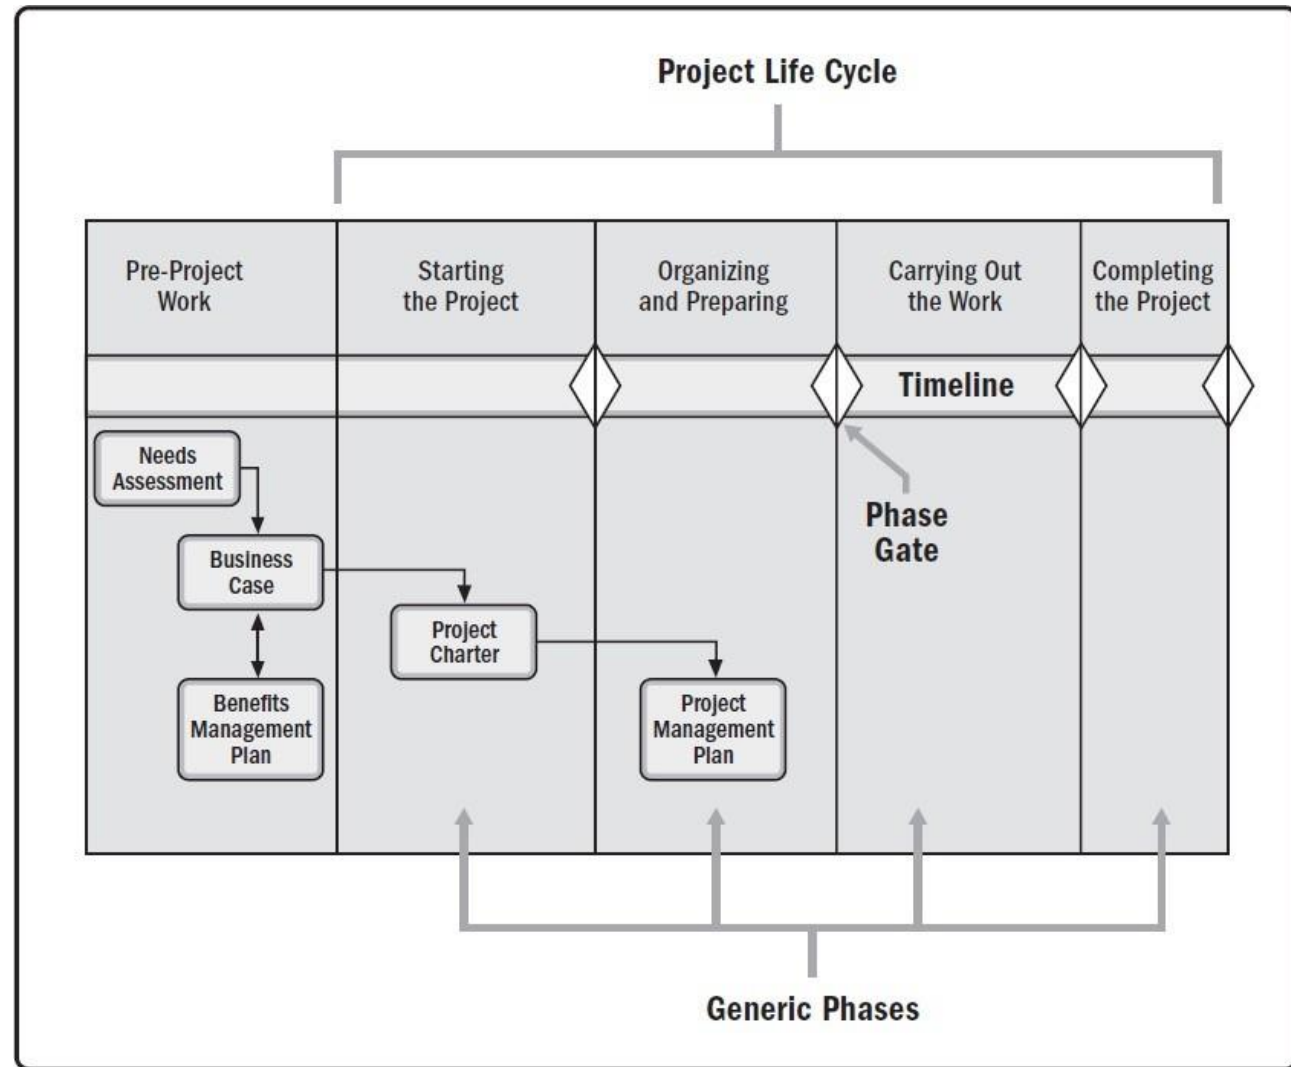 Project Life Cycle
Pre-Project
Work
Starting
the Project
Organizing
and Preparing
Carrying Out
the Work
Completing
the Project
Timeline
Needs
Assessment
Business
Case
Benefits
Management
Plan
Project
Charter
Project
Management
Plan
Phase
Gate
Generic Phases